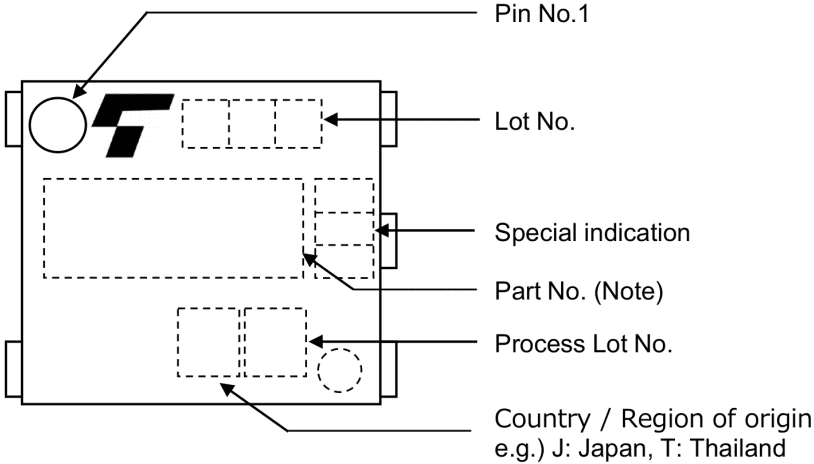 Pin No.1
Lot No.
Special indication
Part No. (Note)
Process Lot No.
Country / Region of origin
e.g.) J: Japan, T: Thailand